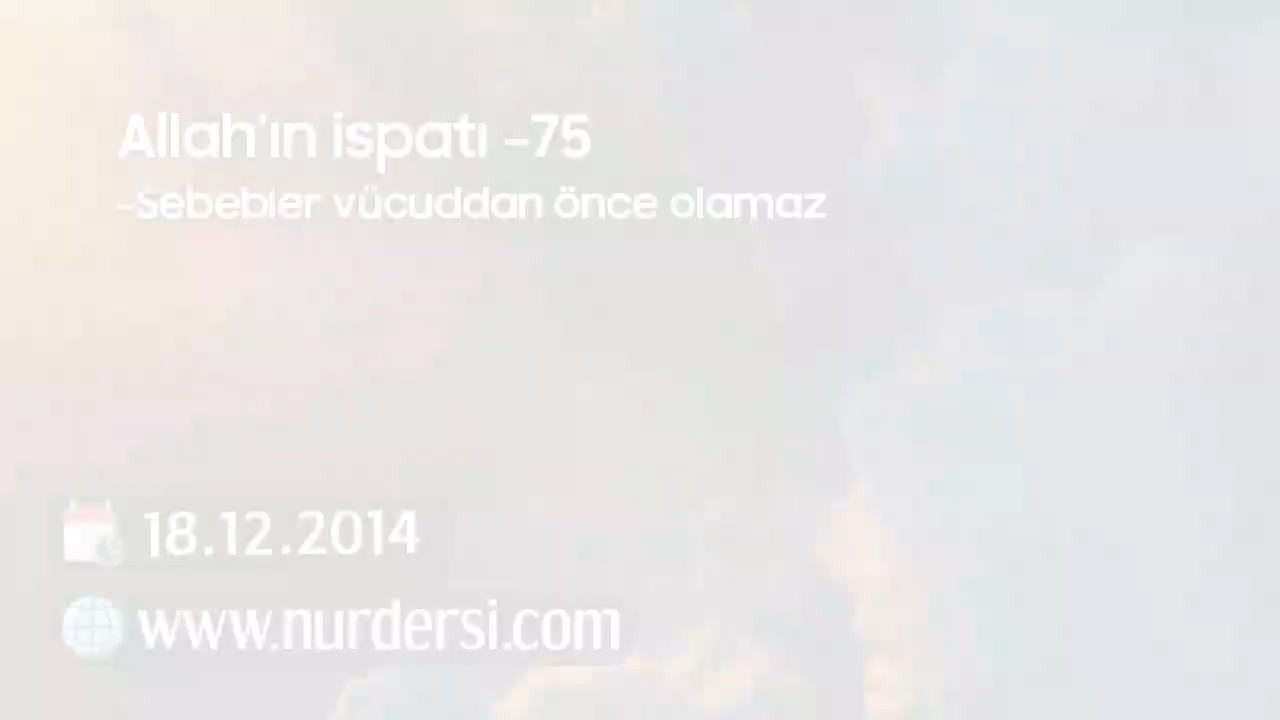 Allah'ın ispatı -75
-Sebebler vücuddan önce olamaz
18.12.2014
www.nurdersi.com